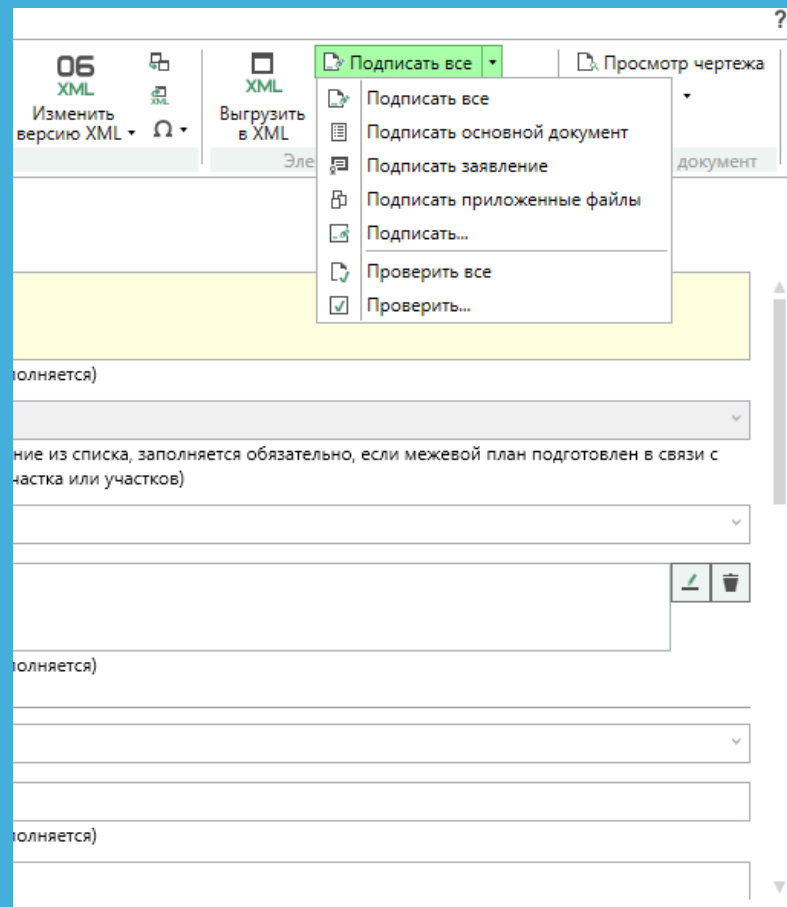 ?
06
XML
Изменить
версию XML
XML
Ω
XML
Выгрузить
в XML
Подписать все
Просмотр чертежа
Эле
документ
Подписать все
Подписать основной документ
Подписать заявление
Подписать приложенные файлы
Подписать...
Проверить все
Проверить...
олняется)
ние из списка, заполняется обязательно, если межевой план подготовлен в связи с
частка или участков)
олняется)
олняется)